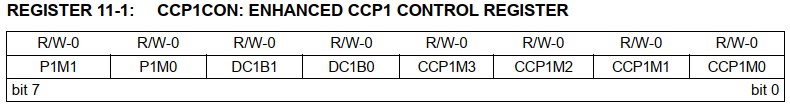 REGISTER 11-1: CCP1CON: ENHANCED CCP1 CONTROL REGISTER
R/W-0 R/W-0 R/W-0 R/W-0 R/W-0 R/W-0 R/W-0 R/W-0
P1M1 P1M0 DC1B1 DC1B0 CCP1M3 CCP1M2 CCP1M1 CCP1M0
bit 7 bit 0